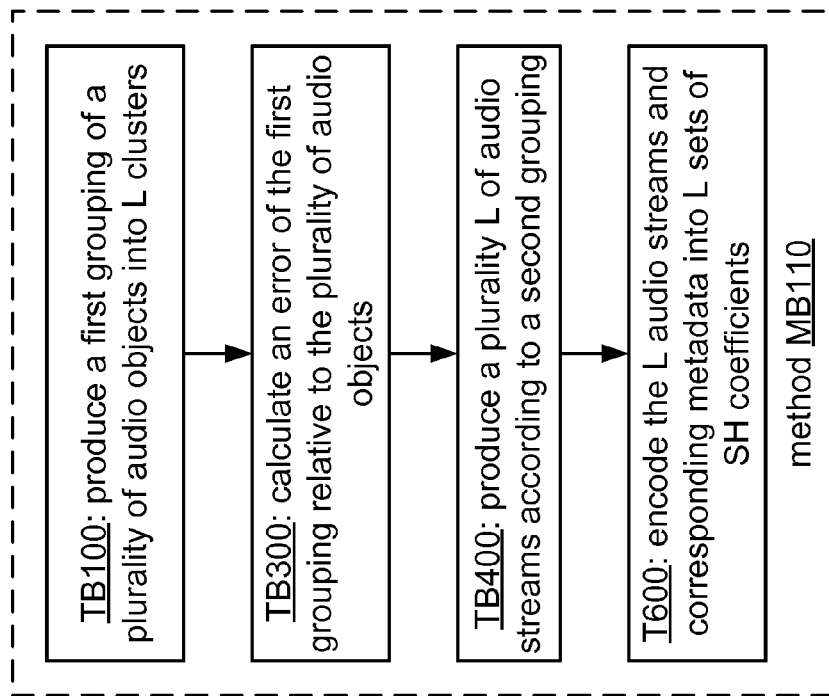 TB100: produce a first grouping of a
plurality of audio objects into L clusters
TB300: calculate an error of the first
grouping relative to the plurality of audio
objects
TB400: produce a plurality L of audio
streams according to a second grouping
T600: encode the L audio streams and
corresponding metadata into L sets of
SH coefficients
method MB110